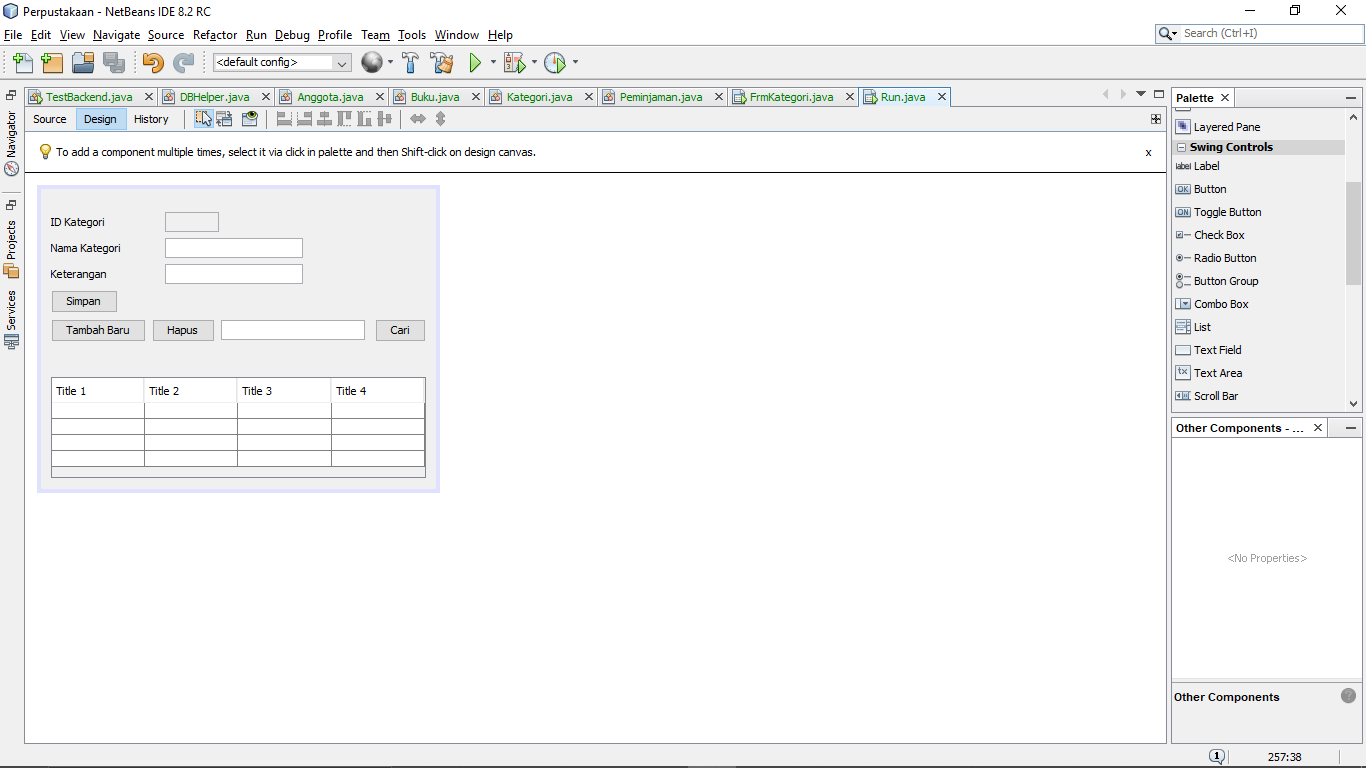 Perpustakaan - NetBeans IDE 8.2 RC
File Edit View Navigate Source Refactor Run Debug Profile Team Tools Window Help
Search (Ctrl+I)
<default config>
TestBackend.java DBHelper.java Anggota.java Buku.java Kategori.java Peminjaman.java FrmKategori.java Run.java
Source Design History
To add a component multiple times, select it via click in palette and then Shift-click on design canvas. x
Navigator
Projects
Services
ID Kategori
Nama Kategori
Keterangan
Simpan
Tambah Baru Hapus Cari
Title 1 Title 2 Title 3 Title 4
Palette
Layered Pane
Swing Controls
label Label
OK Button
ON Toggle Button
Check Box
Radio Button
Button Group
Combo Box
List
Text Field
tx Text Area
Scroll Bar
Other Components - ...
<No Properties>
Other Components ?
1 257:38